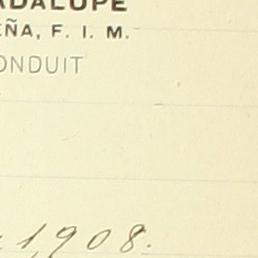 ADALUPE
EÑA, F. I. M.
ONDUIT
1908.